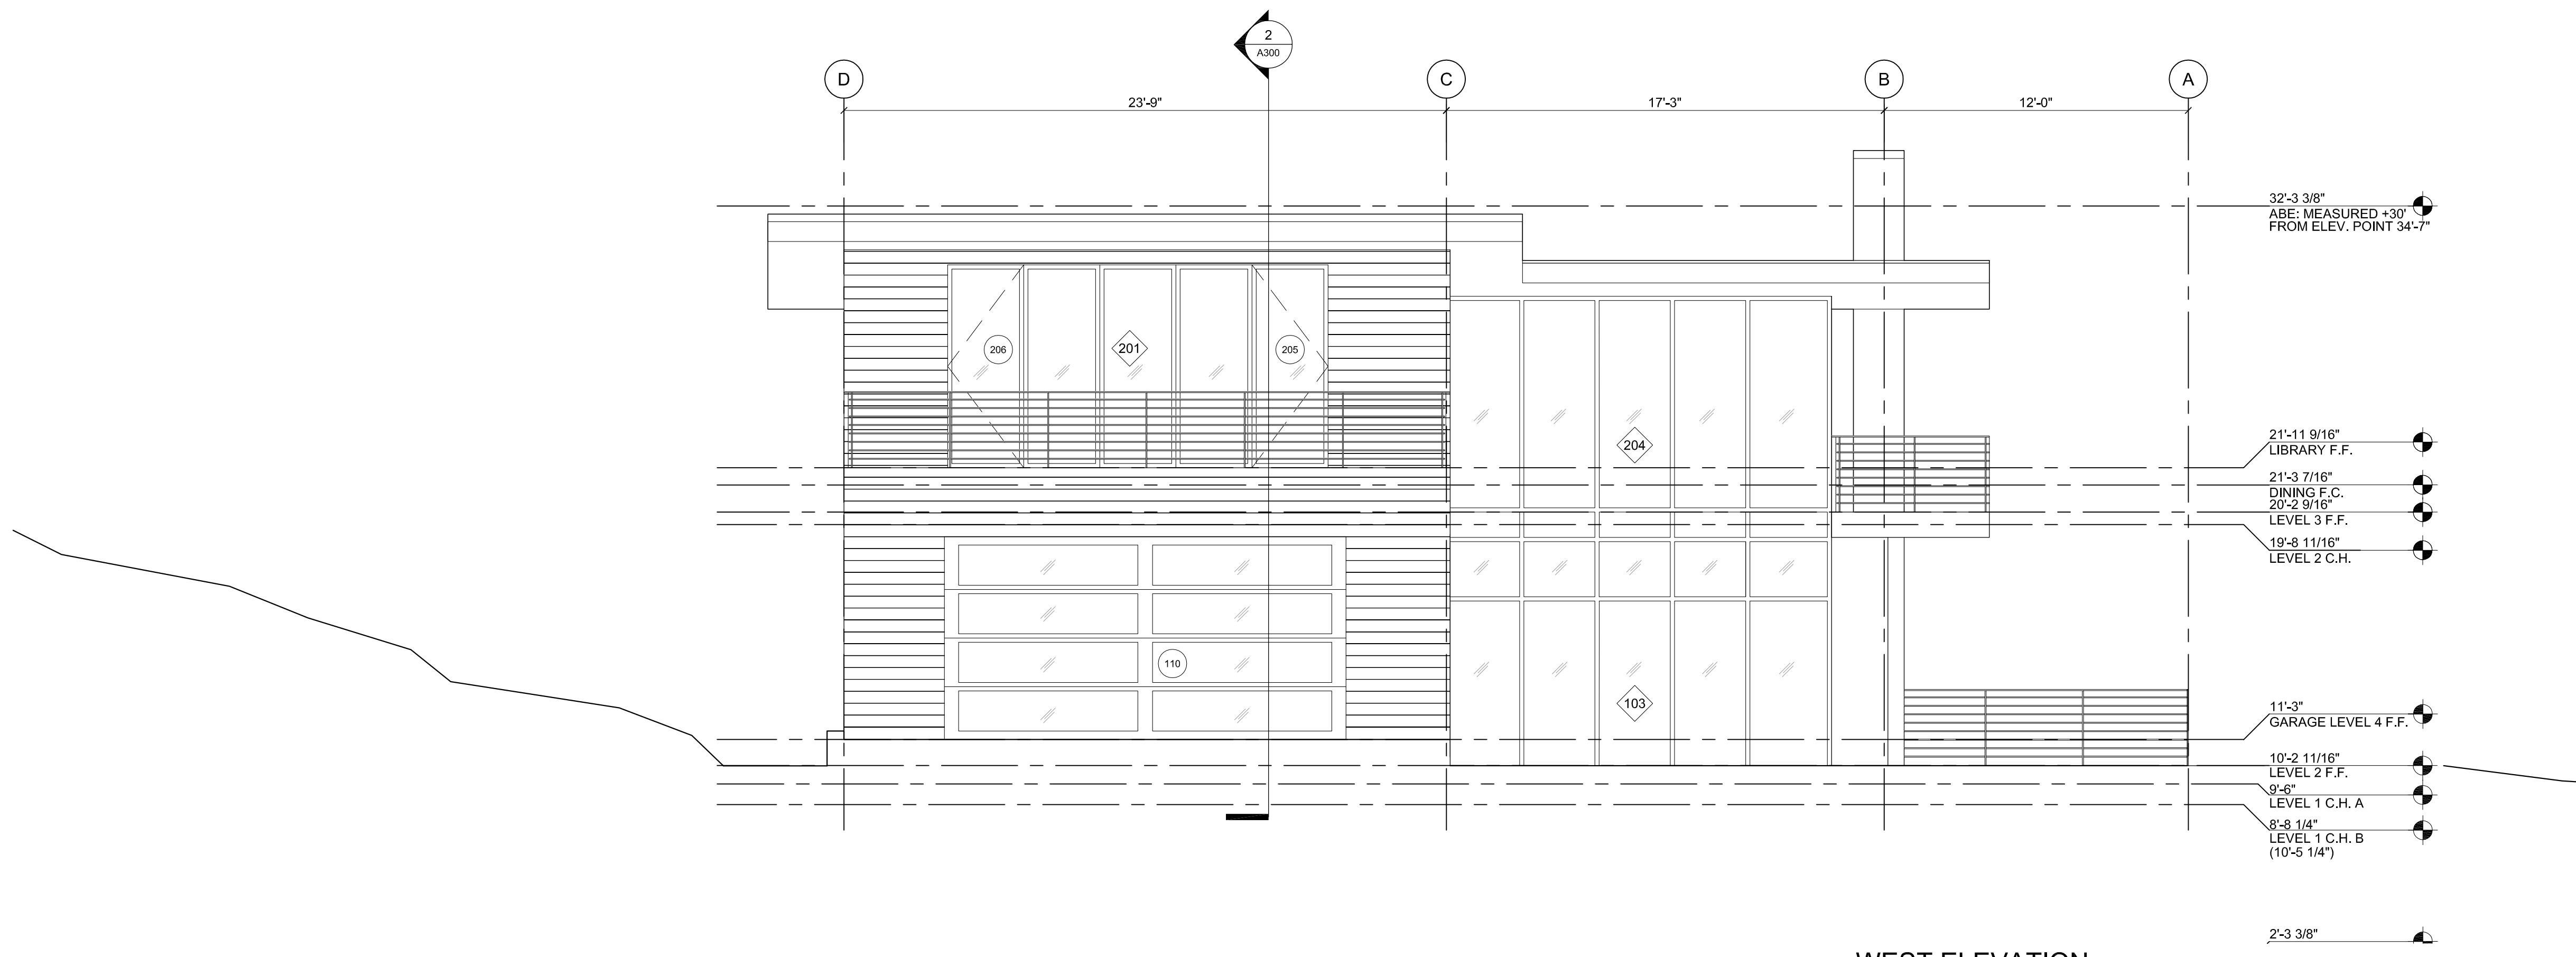 2
A300
D
C
B
A
23'-9"
17'-3"
12'-0"
32'-3 3/8"
ABE: MEASURED +30'
FROM ELEV. POINT 34'-7"
206
201
205
204
21'-11 9/16"
LIBRARY F.F.
21'-3 7/16"
DINING F.C.
20'-2 9/16"
LEVEL 3 F.F.
19'-8 11/16"
LEVEL 2 C.H.
110
103
11'-3"
GARAGE LEVEL 4 F.F.
10'-2 11/16"
LEVEL 2 F.F.
9'-6"
LEVEL 1 C.H. A
8'-8 1/4"
LEVEL 1 C.H. B
(10'-5 1/4")
2'-3 3/8"
WEST ELEVATION